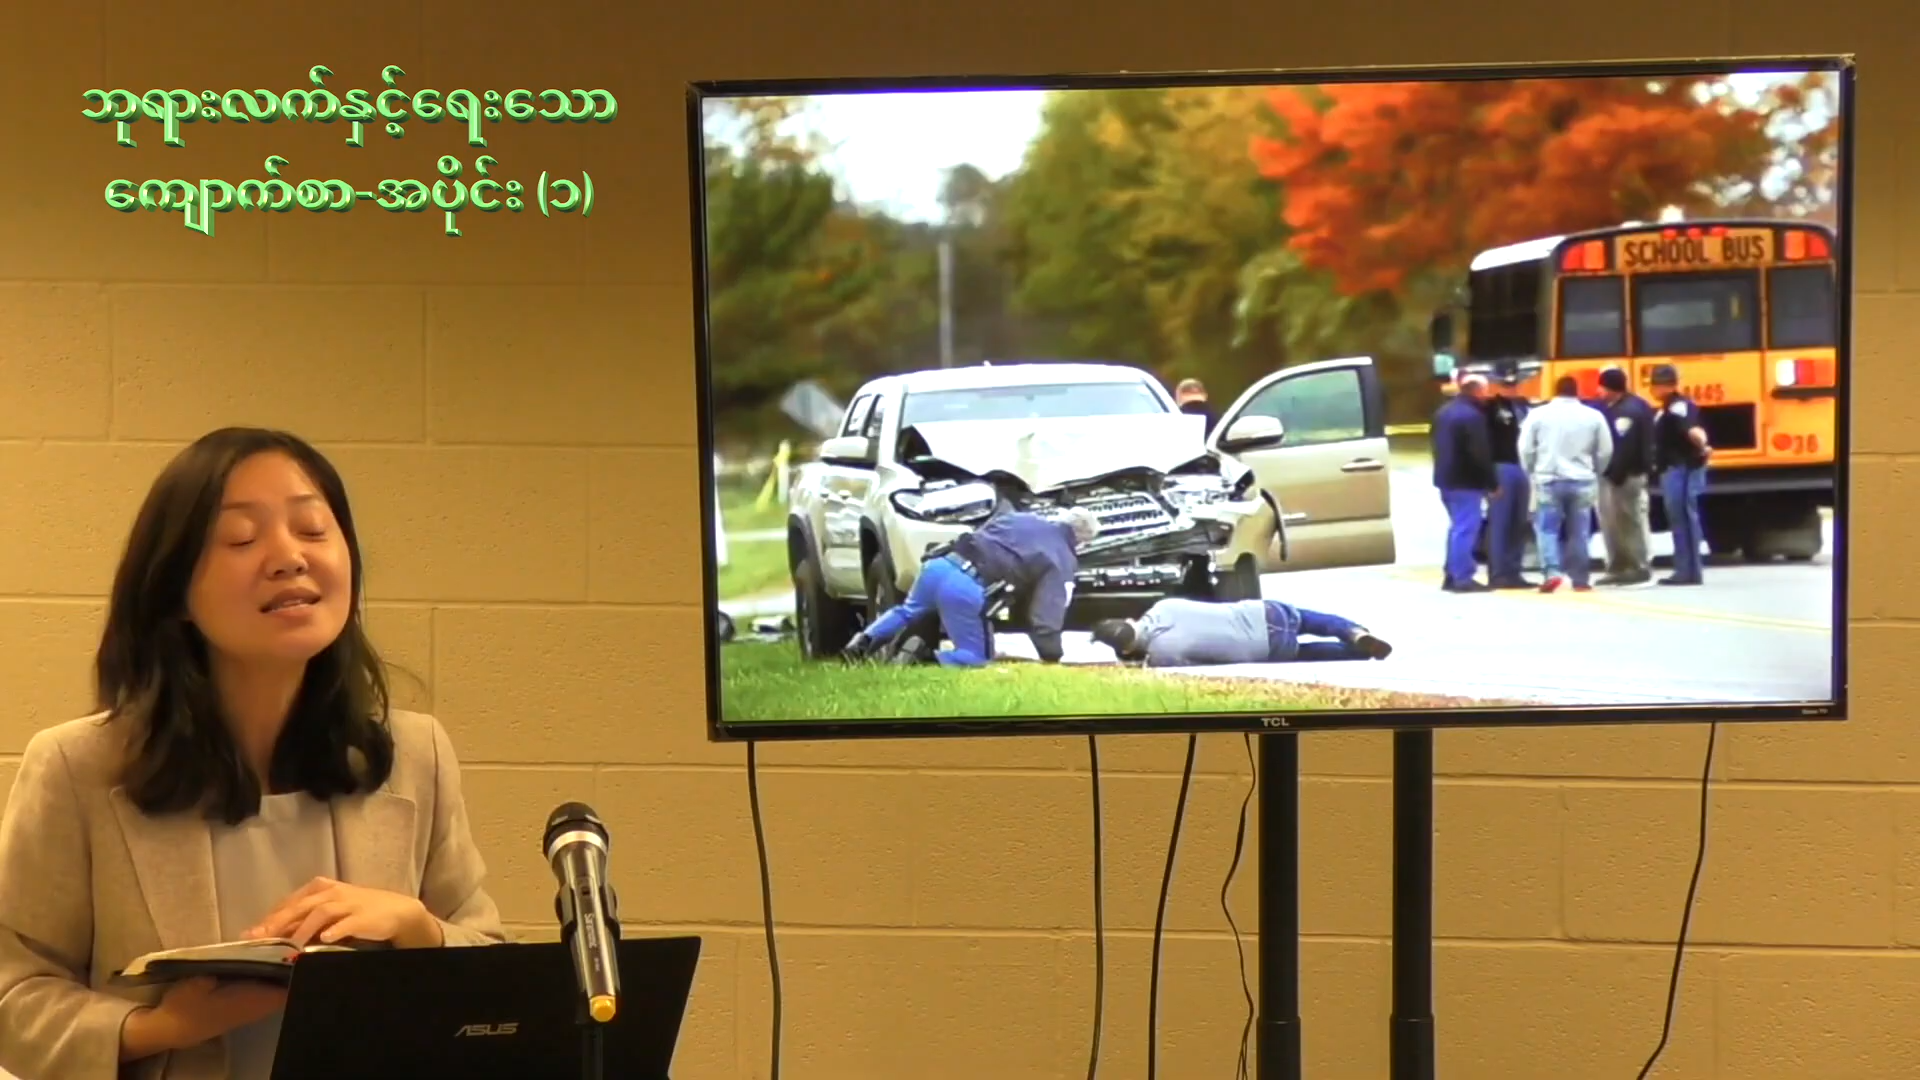 ဘုရားလက်နှင့်ရေးသော
ကျောက်စာ-အပိုင်း (၁)
SCHOOL BUS
36
TCL
ASUS